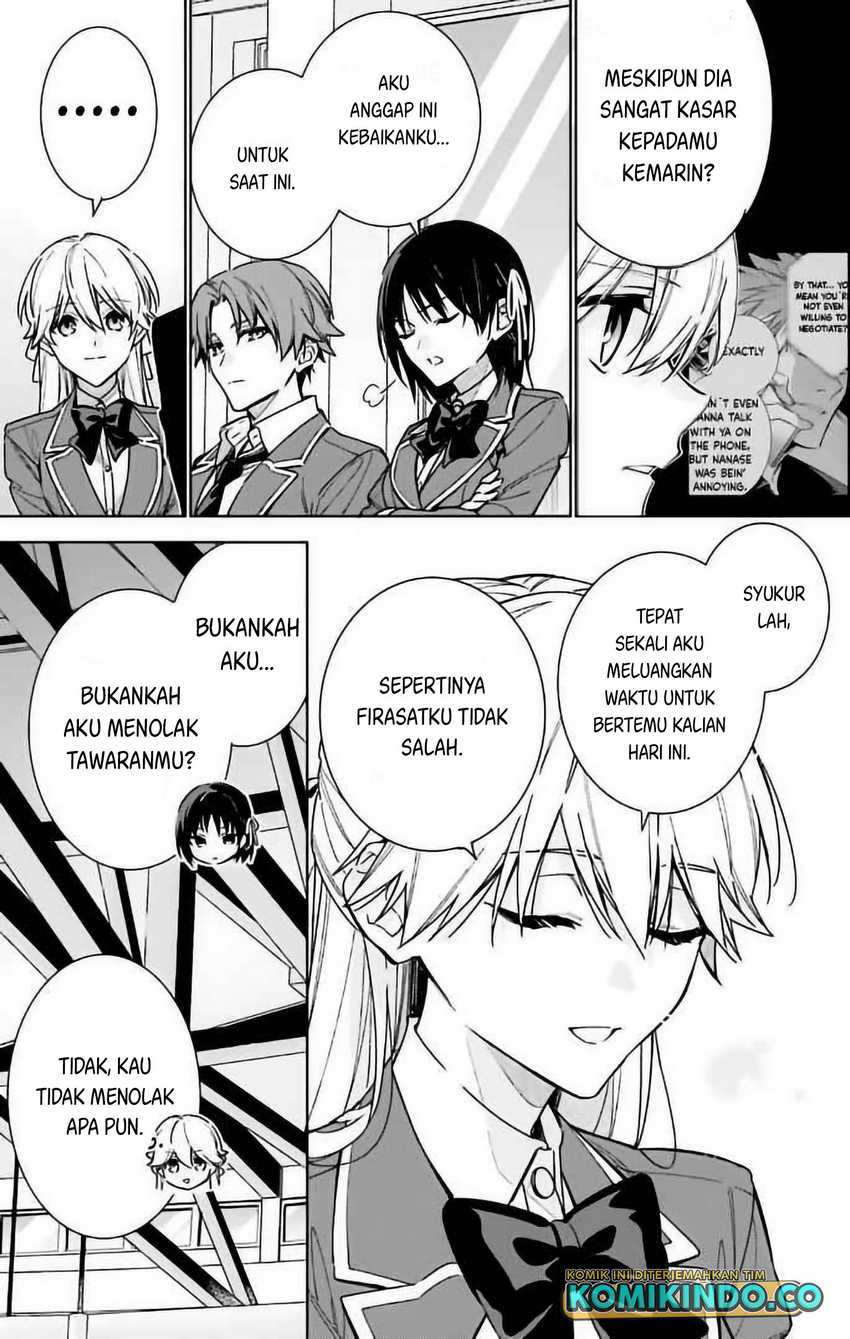 MESKIPUN DIA
SANGAT KASAR
KEPADAMU
KEMARIN?
BY THAT... YO
MEAN YOU'R
NOT EVEN
WILLING TO
NEGOTIATE?
EXACTLY
N'T EVEN
ANNA TALK
WITH YA ON
THE PHONE,
BUT NANASE
WAS BEIN'
ANNOYING.
AKU
ANGGAP INI
KEBAIKANKU...
UNTUK
SAAT INI.
.....
SYUKUR
LAH,
TEPAT
SEKALI AKU
MELUANGKAN
WAKTU UNTUK
BERTEMU KALIAN
HARI INI.
SEPERTINYA
FIRASATKU TIDAK
SALAH.
BUKANKAH
AKU...
BUKANKAH
AKU MENOLAK
TAWARANMU?
TIDAK, KAU
TIDAK MENOLAK
APA PUN.
KOMIK INI DITERJEMAHKAN TIM
KOMIKINDO.CO